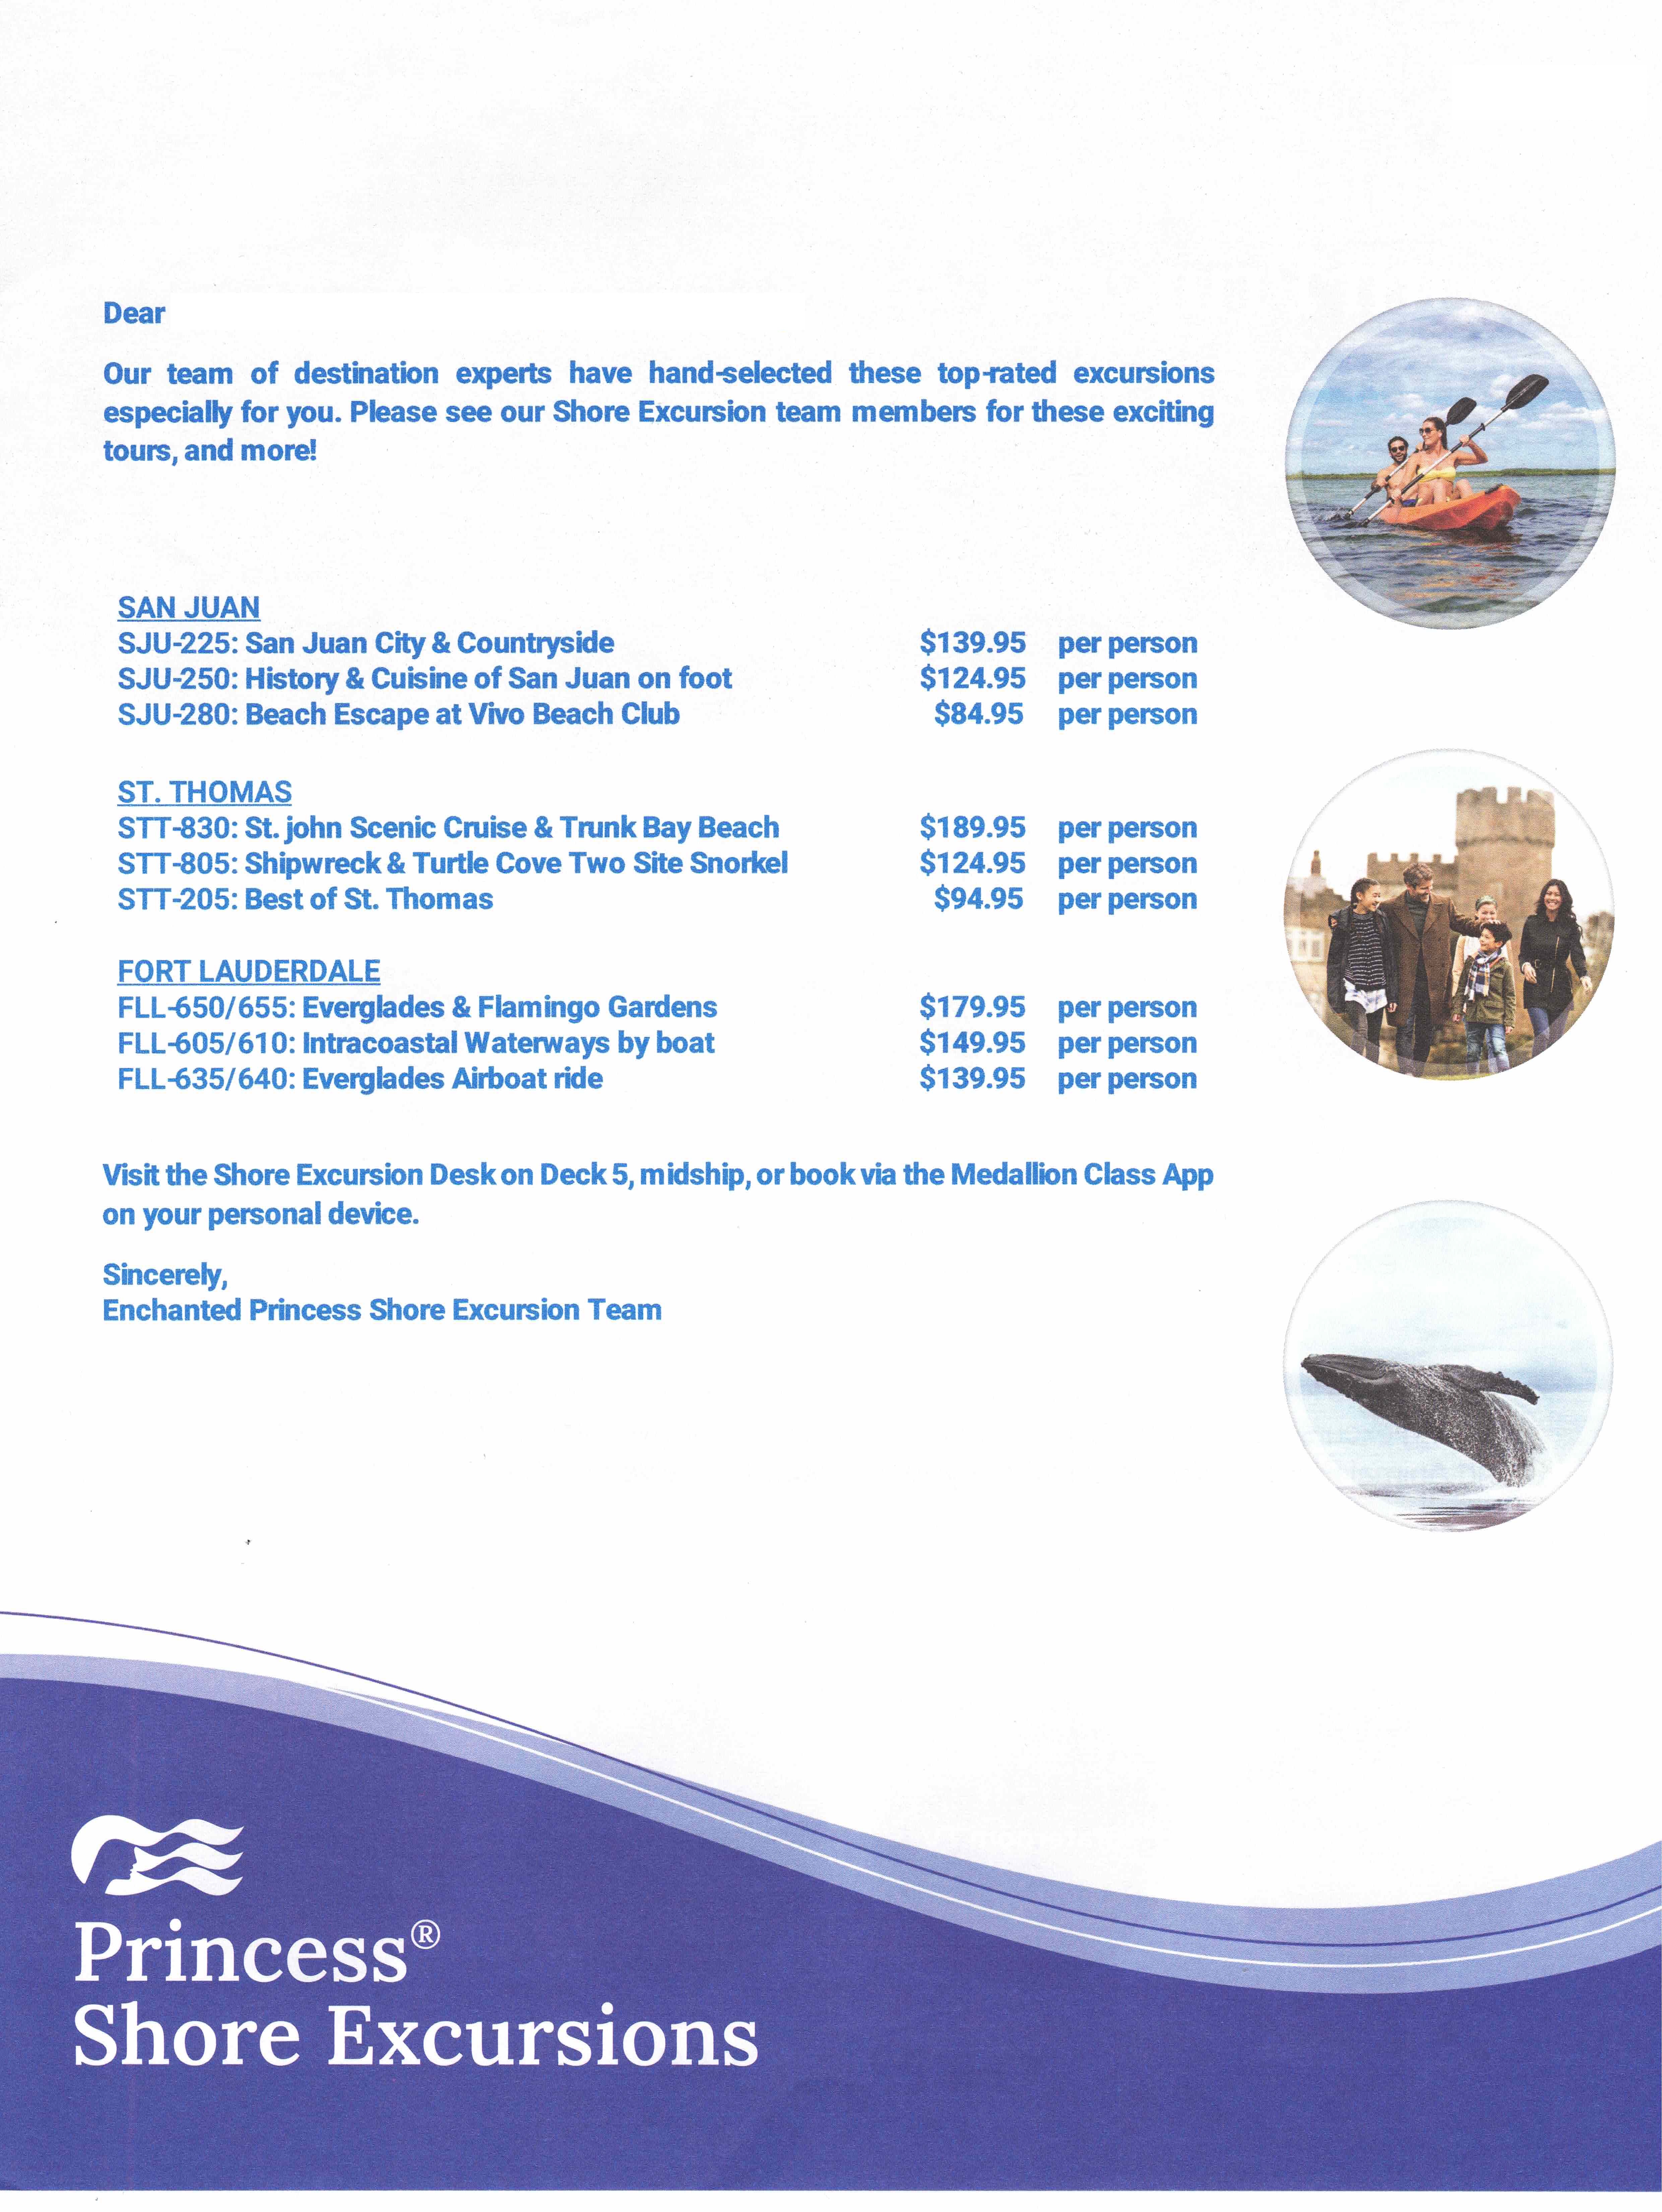 Dear
Our team of destination experts have hand-selected these top-rated excursions
especially for you. Please see our Shore Excursion team members for these exciting
tours, and more!
SAN JUAN
SJU-225: San Juan City & Countryside $139.95 per person
SJU-250: History & Cuisine of San Juan on foot $124.95 per person
SJU-280: Beach Escape at Vivo Beach Club $84.95 per person
ST. THOMAS
STT-830: St. john Scenic Cruise & Trunk Bay Beach $189.95 per person
STT-805: Shipwreck & Turtle Cove Two Site Snorkel $124.95 per person
STT-205: Best of St. Thomas $94.95 per person
FORT LAUDERDALE
FLL-650/655: Everglades & Flamingo Gardens $179.95 per person
FLL-605/610: Intracoastal Waterways by boat $149.95 per person
FLL-635/640: Everglades Airboat ride $139.95 per person
Visit the Shore Excursion Desk on Deck 5, midship, or book via the Medallion Class App
on your personal device.
Sincerely,
Enchanted Princess Shore Excursion Team
Princess®
Shore Excursions